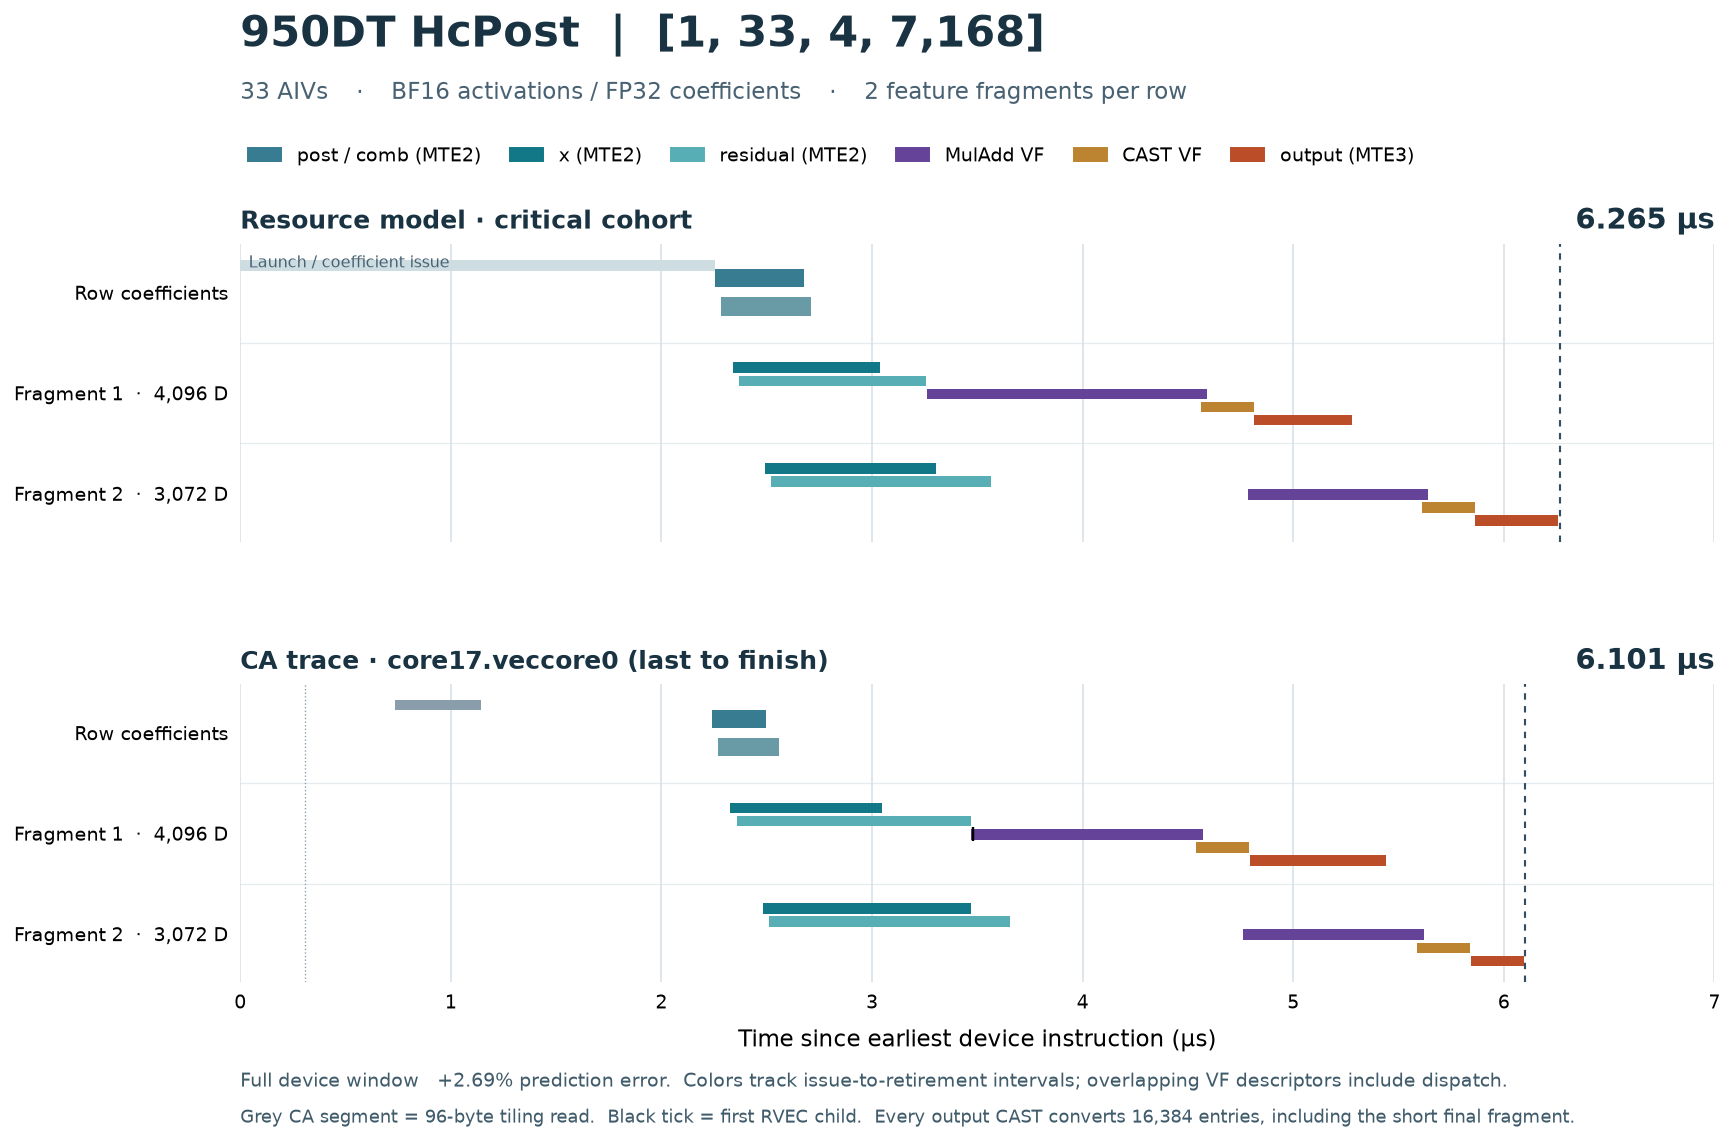 950DT HcPost | [1, 33, 4, 7,168]
33 AIVs · BF16 activations / FP32 coefficients · 2 feature fragments per row
post / comb (MTE2) x (MTE2) residual (MTE2) MulAdd VF CAST VF output (MTE3)
Resource model · critical cohort 6.265 µs
Launch / coefficient issue
Row coefficients
Fragment 1 · 4,096 D
Fragment 2 · 3,072 D
CA trace · core17.veccore0 (last to finish) 6.101 µs
Row coefficients
Fragment 1 · 4,096 D
Fragment 2 · 3,072 D
0 1 2 3 4 5 6 7
Time since earliest device instruction (µs)
Full device window +2.69% prediction error. Colors track issue-to-retirement intervals; overlapping VF descriptors include dispatch.
Grey CA segment = 96-byte tiling read. Black tick = first RVEC child. Every output CAST converts 16,384 entries, including the short final fragment.